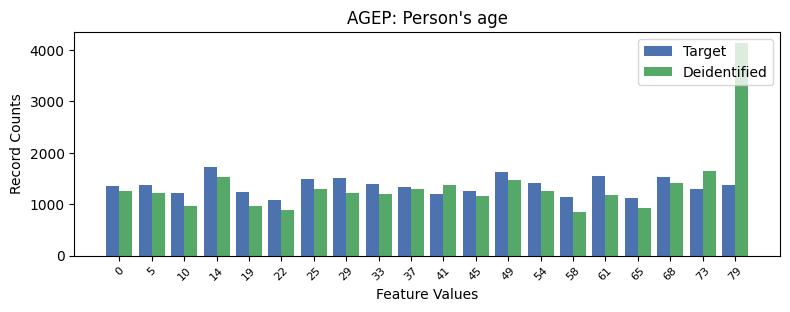 AGEP: Person's age
Target
Deidentified
Record Counts
4000
3000
2000
1000
0
0 5 10 14 19 22 25 29 33 37 41 45 49 54 58 61 65 68 73 79
Feature Values